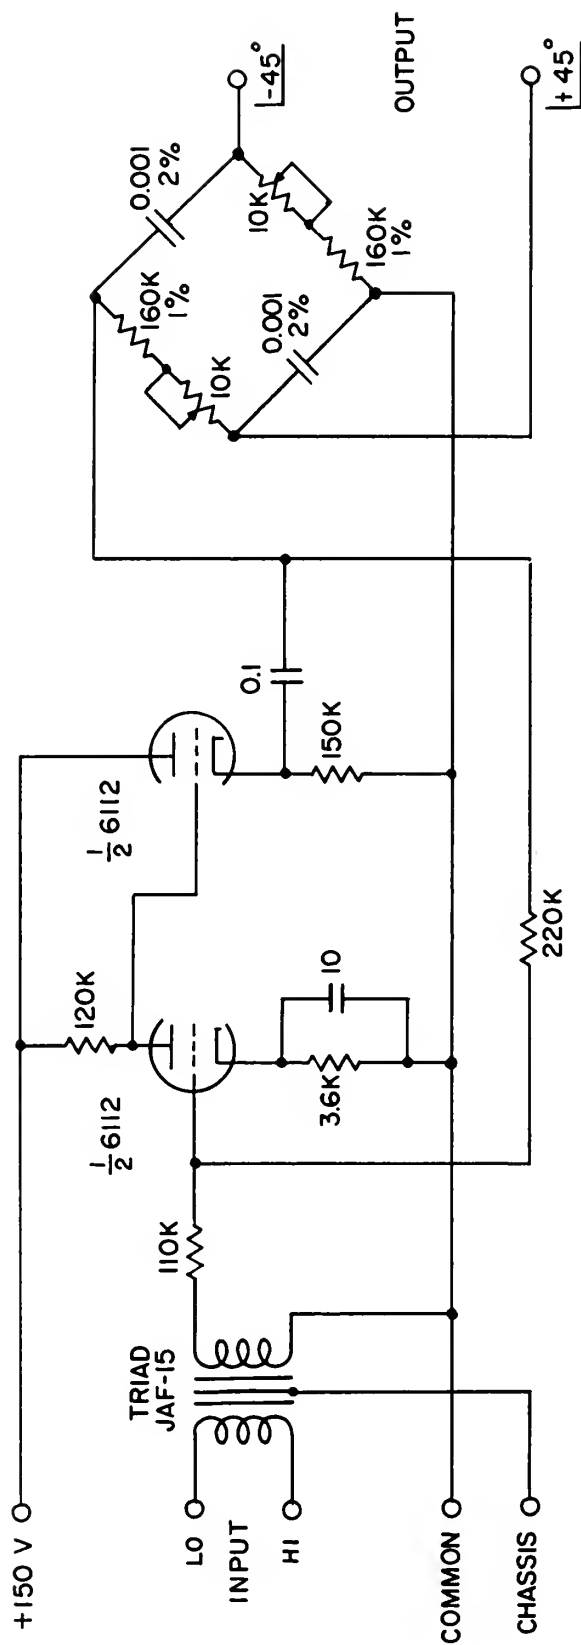 +150 V
LO
INPUT
HI
COMMON
CHASSIS
TRIAD
JAF-15
110K
1/2 6112
120K
3.6K
10
220K
1/2 6112
0.1
150K
160K
1%
10K
0.001
2%
0.001
2%
10K
160K
1%
-45°
OUTPUT
+45°